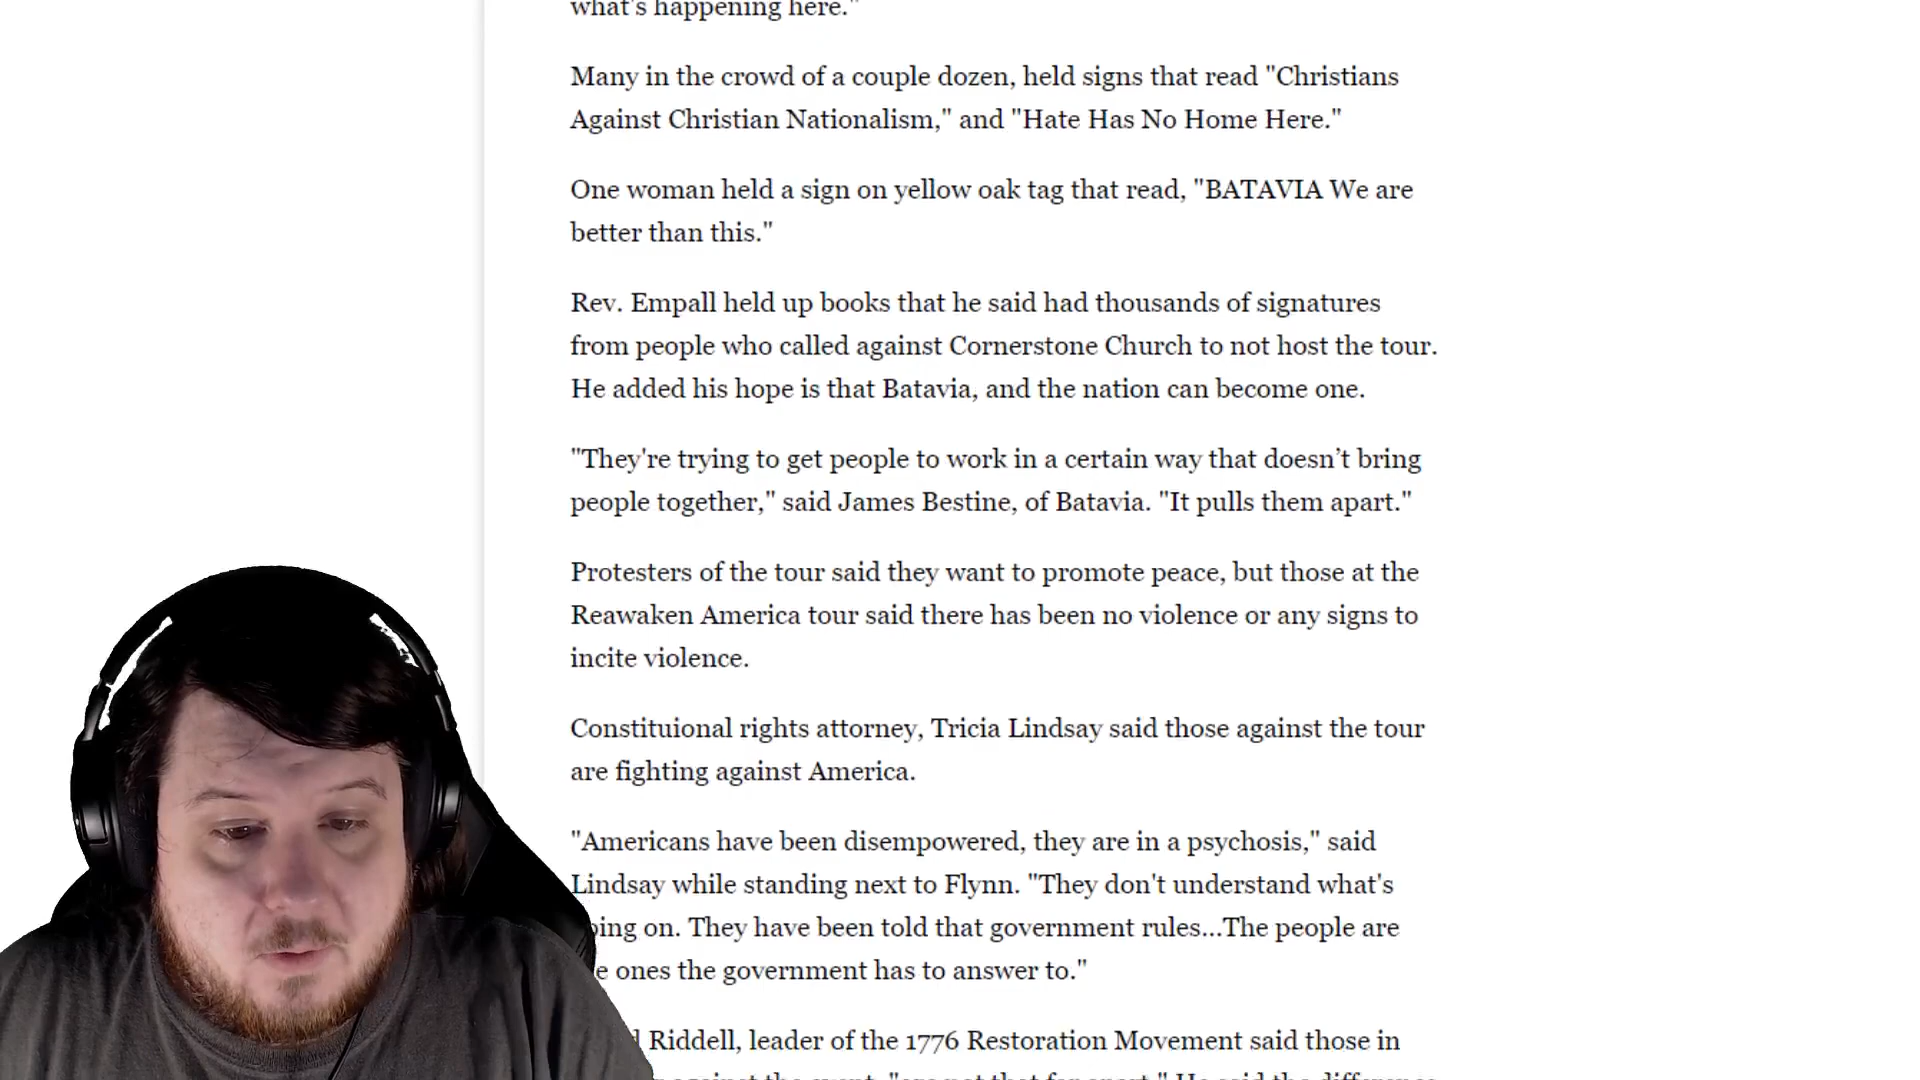 what's happening here."
Many in the crowd of a couple dozen, held signs that read "Christians
Against Christian Nationalism," and "Hate Has No Home Here."
One woman held a sign on yellow oak tag that read, "BATAVIA We are
better than this."
Rev. Empall held up books that he said had thousands of signatures
from people who called against Cornerstone Church to not host the tour.
He added his hope is that Batavia, and the nation can become one.
"They're trying to get people to work in a certain way that doesn’t bring
people together," said James Bestine, of Batavia. "It pulls them apart."
Protesters of the tour said they want to promote peace, but those at the
Reawaken America tour said there has been no violence or any signs to
incite violence.
Constituional rights attorney, Tricia Lindsay said those against the tour
are fighting against America.
"Americans have been disempowered, they are in a psychosis," said
Lindsay while standing next to Flynn. "They don't understand what's
on. They have been told that government rules...The people are
ones the government has to answer to."
Riddell, leader of the 1776 Restoration Movement said those in